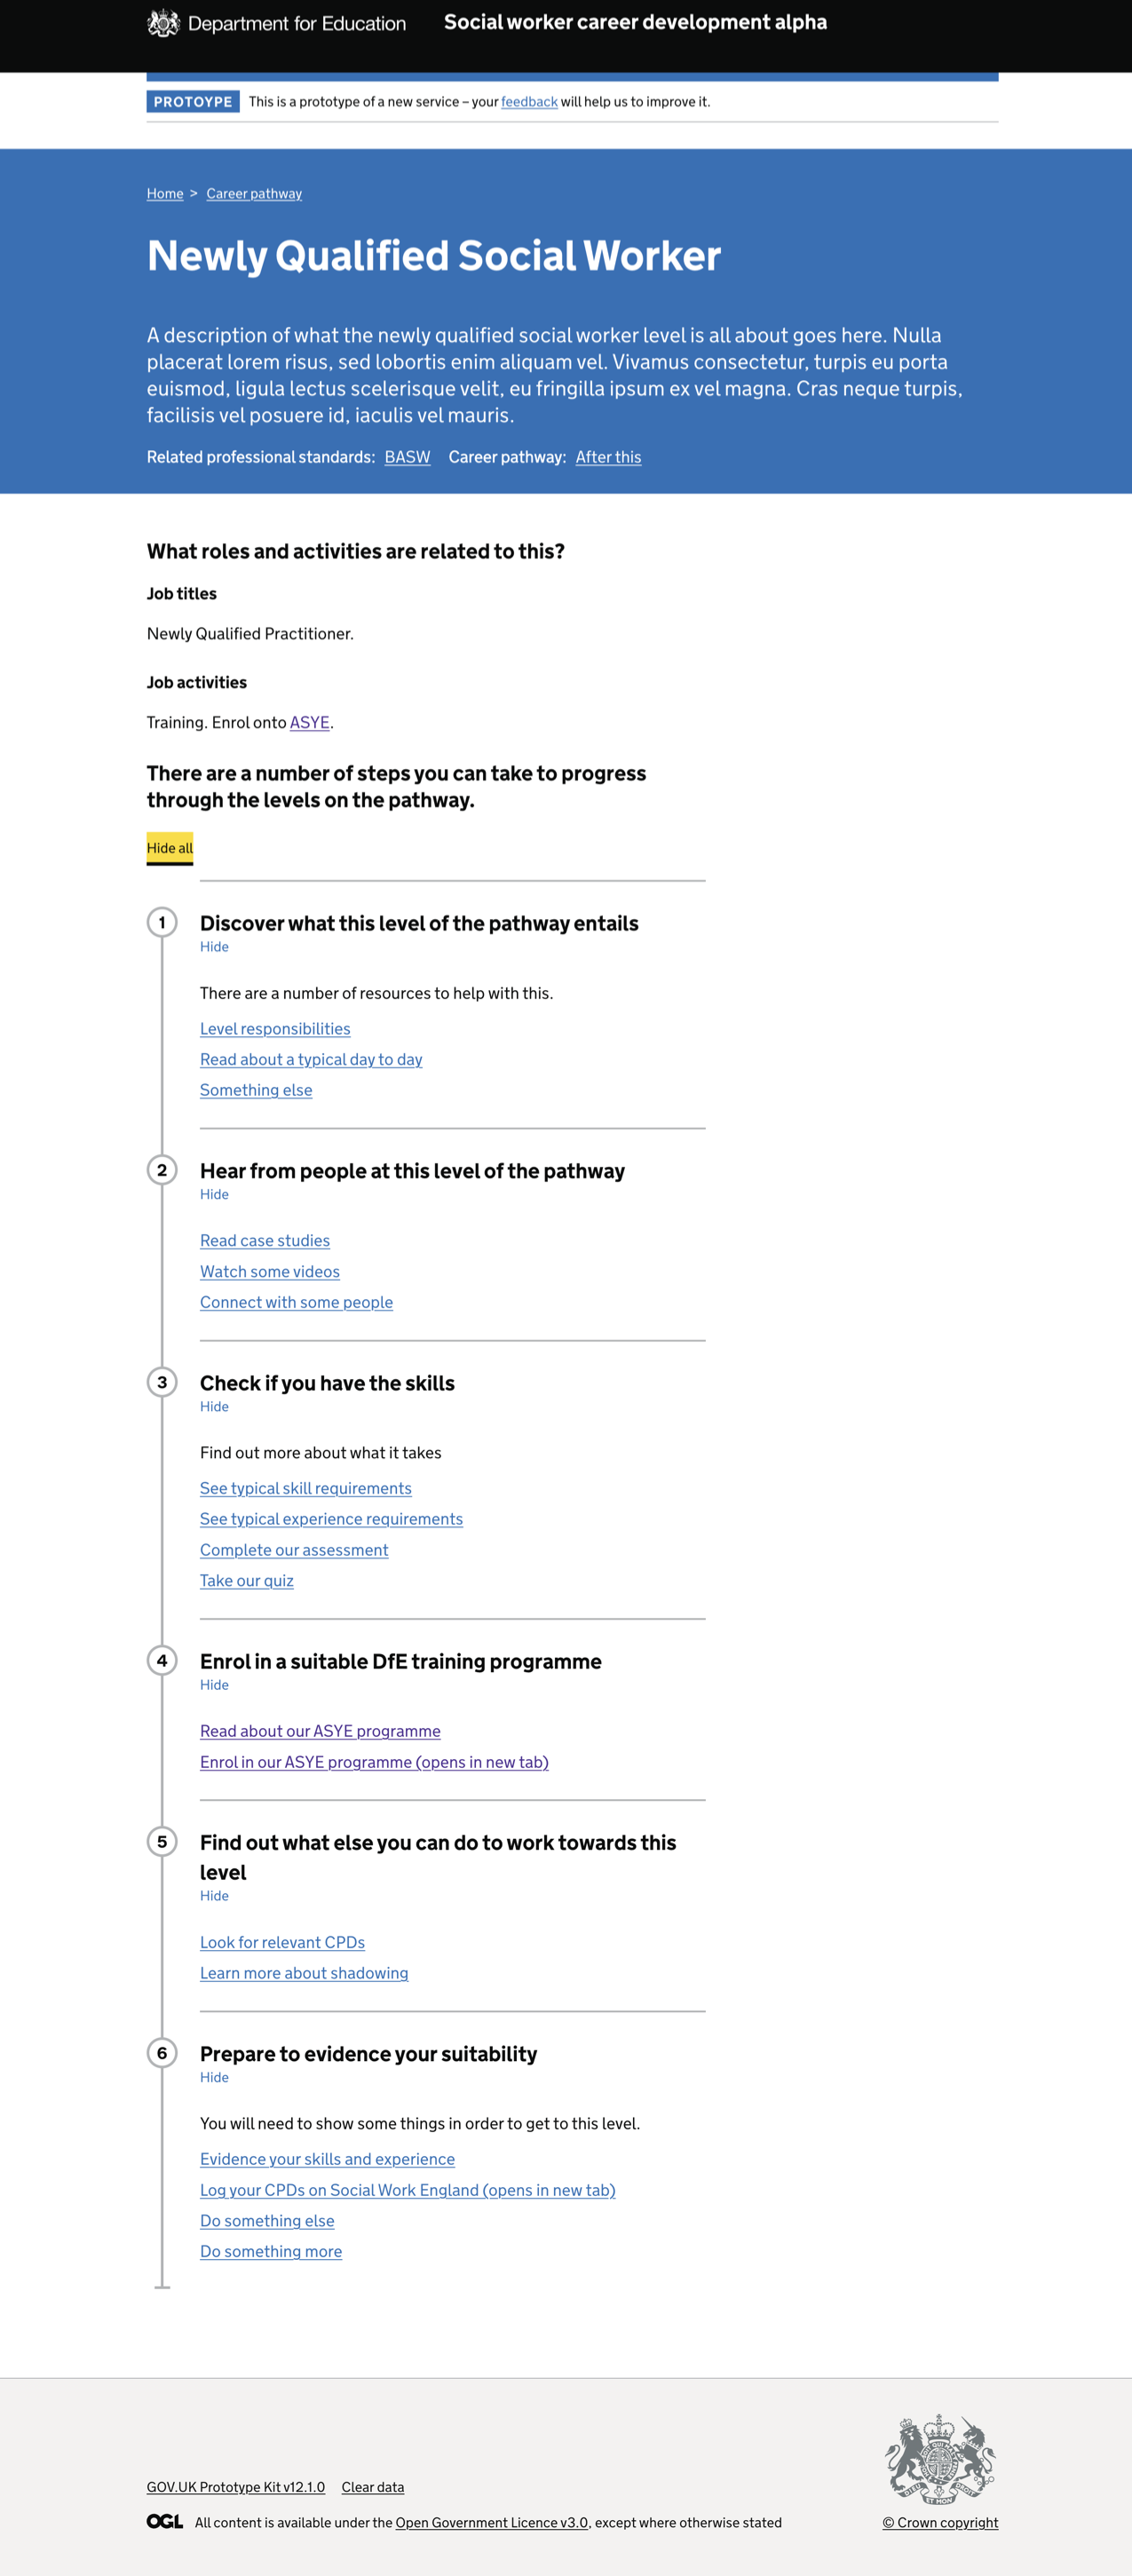 Department for Education
Social worker career development alpha
PROTOYPE This is a prototype of a new service – your feedback will help us to improve it.
Home > Career pathway
Newly Qualified Social Worker
A description of what the newly qualified social worker level is all about goes here. Nulla
placerat lorem risus, sed lobortis enim aliquam vel. Vivamus consectetur, turpis eu porta
euismod, ligula lectus scelerisque velit, eu fringilla ipsum ex vel magna. Cras neque turpis,
facilisis vel posuere id, iaculis vel mauris.
Related professional standards: BASW Career pathway: After this
What roles and activities are related to this?
Job titles
Newly Qualified Practitioner.
Job activities
Training. Enrol onto ASYE.
There are a number of steps you can take to progress
through the levels on the pathway.
Hide all
1 Discover what this level of the pathway entails
Hide
There are a number of resources to help with this.
Level responsibilities
Read about a typical day to day
Something else
2 Hear from people at this level of the pathway
Hide
Read case studies
Watch some videos
Connect with some people
3 Check if you have the skills
Hide
Find out more about what it takes
See typical skill requirements
See typical experience requirements
Complete our assessment
Take our quiz
4 Enrol in a suitable DfE training programme
Hide
Read about our ASYE programme
Enrol in our ASYE programme (opens in new tab)
5 Find out what else you can do to work towards this
level
Hide
Look for relevant CPDs
Learn more about shadowing
6 Prepare to evidence your suitability
Hide
You will need to show some things in order to get to this level.
Evidence your skills and experience
Log your CPDs on Social Work England (opens in new tab)
Do something else
Do something more
GOV.UK Prototype Kit v12.1.0 Clear data
OGL All content is available under the Open Government Licence v3.0, except where otherwise stated
© Crown copyright